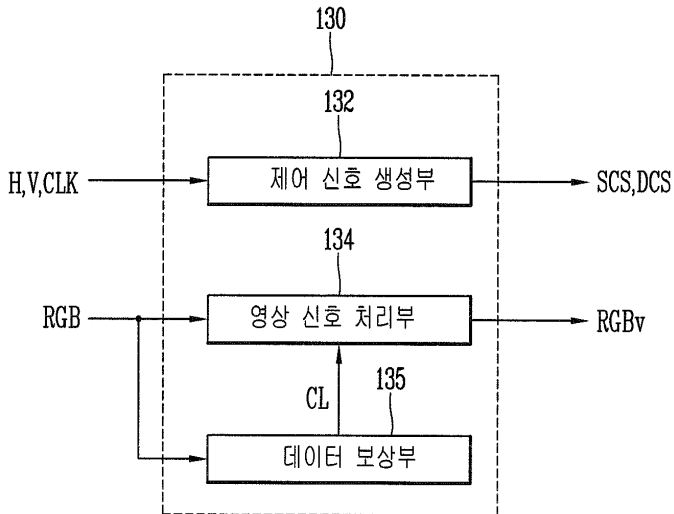 130
132
H,V,CLK
제어 신호 생성부
SCS,DCS
134
RGB
영상 신호 처리부
RGBv
CL
135
데이터 보상부